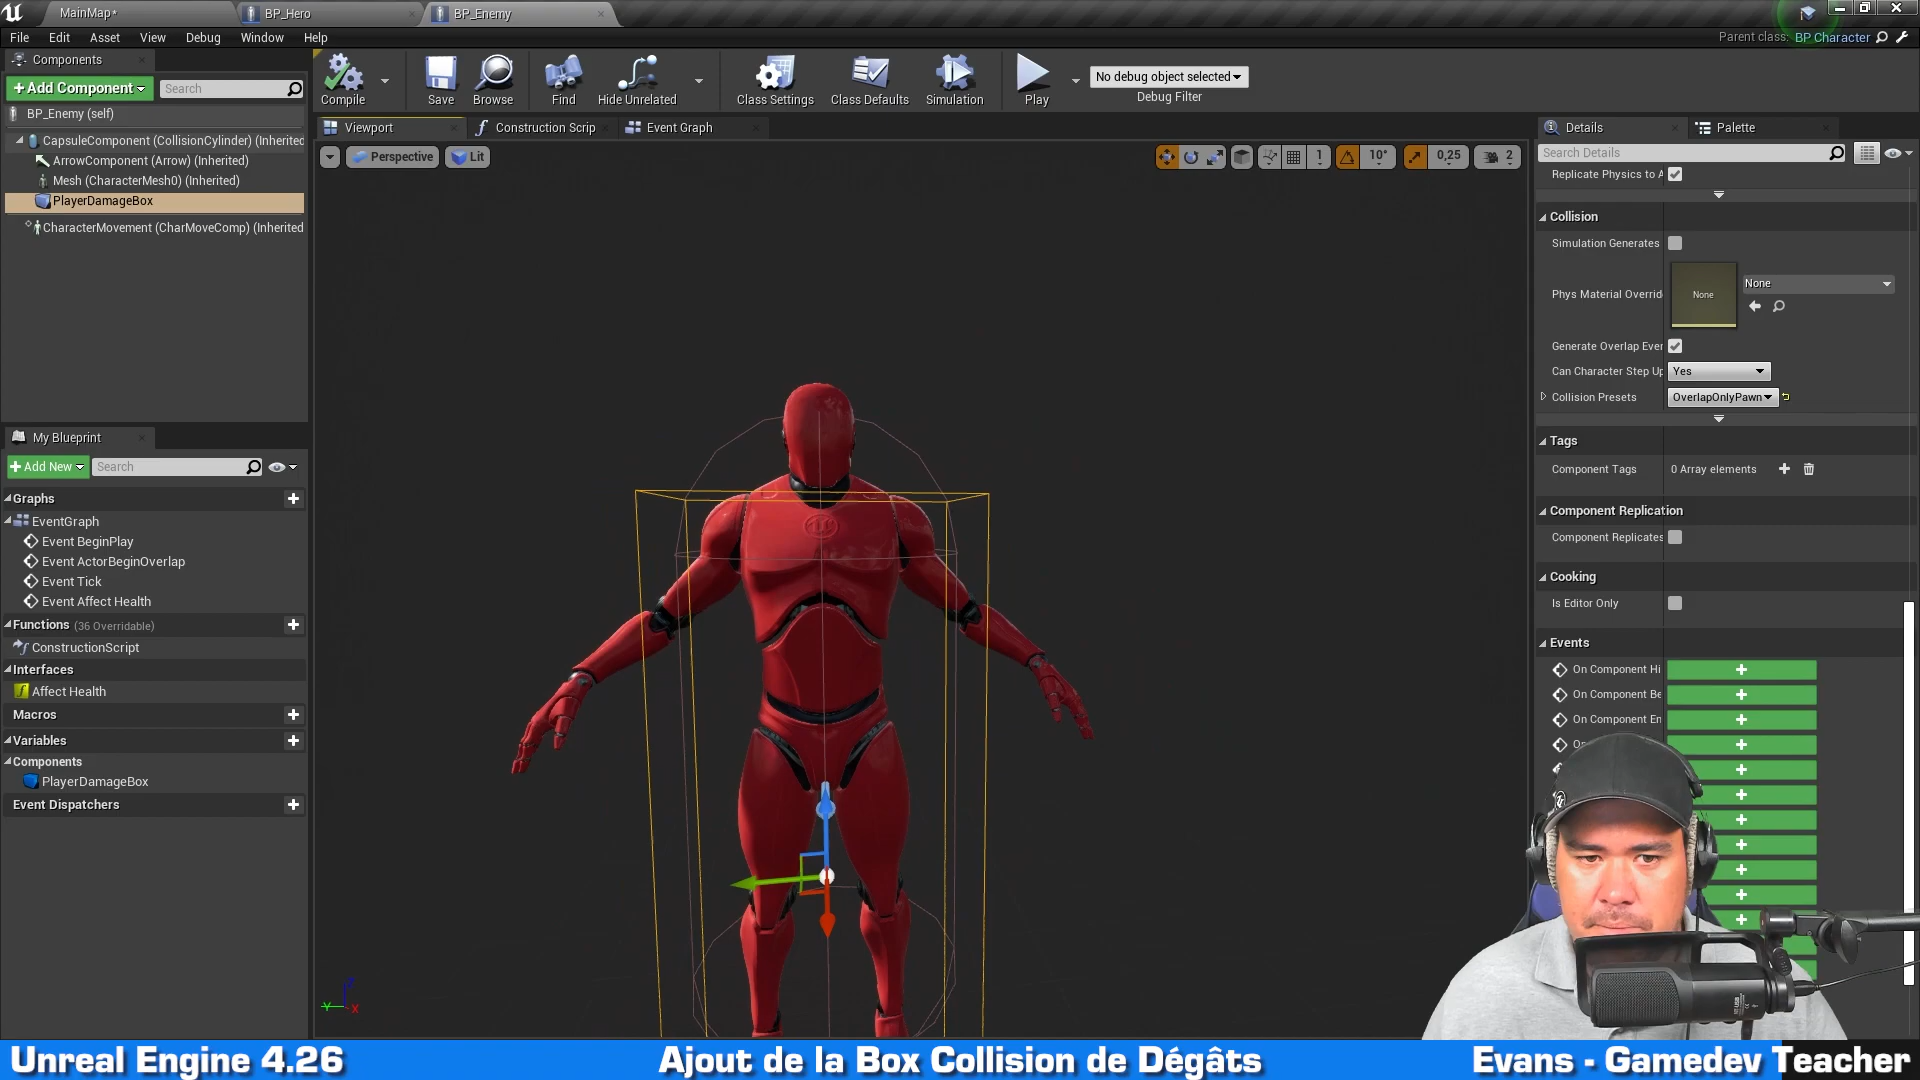 MainMap*
BP_Hero
BP_Enemy
File
Edit
Asset
View
Debug
Window
Help
Parent class:
BP Character
Components
+Add Component
Search
BP_Enemy (self)
CapsuleComponent (CollisionCylinder) (Inherited
ArrowComponent (Arrow) (Inherited)
Mesh (CharacterMesh0) (Inherited)
PlayerDamageBox
CharacterMovement (CharMoveComp) (Inherited
Compile
Save
Browse
Find
Hide Unrelated
Class Settings
Class Defaults
Simulation
Play
No debug object selected
Debug Filter
Viewport
Construction Scrip
Event Graph
Perspective
Lit
1
10°
0,25
2
My Blueprint
+Add New
Search
Graphs
EventGraph
Event BeginPlay
Event ActorBeginOverlap
Event Tick
Event Affect Health
Functions (36 Overridable)
ConstructionScript
Interfaces
Affect Health
Macros
Variables
Components
PlayerDamageBox
Event Dispatchers
Details
Palette
Search Details
Replicate Physics to A
Collision
Simulation Generates
Phys Material Overrid
None
None
Generate Overlap Ever
Can Character Step Up
Yes
Collision Presets
OverlapOnlyPawn
Tags
Component Tags
0 Array elements
Component Replication
Component Replicates
Cooking
Is Editor Only
Events
On Component Hi
On Component Be
On Component En
Y
X
Z
Unreal Engine 4.26
Ajout de la Box Collision de Dégâts
Evans - Gamedev Teacher